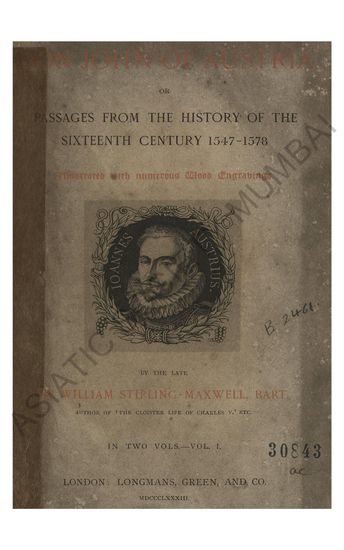 DON JOHN OF AUSTRIA
OR
PASSAGES FROM THE HISTORY OF THE
SIXTEENTH CENTURY 1547-1578
Illustrated with numerous Wood Engravings
IOANNES AUSTRIUS
BY THE LATE
SIR WILLIAM STIRLING-MAXWELL, BART.
AUTHOR OF 'THE CLOISTER LIFE OF CHARLES V.' ETC.
IN TWO VOLS.—VOL. I.
LONDON: LONGMANS, GREEN, AND CO.
MDCCCLXXXIII.
B 2461.
30843
ac
ASIATIC
MUMBAI